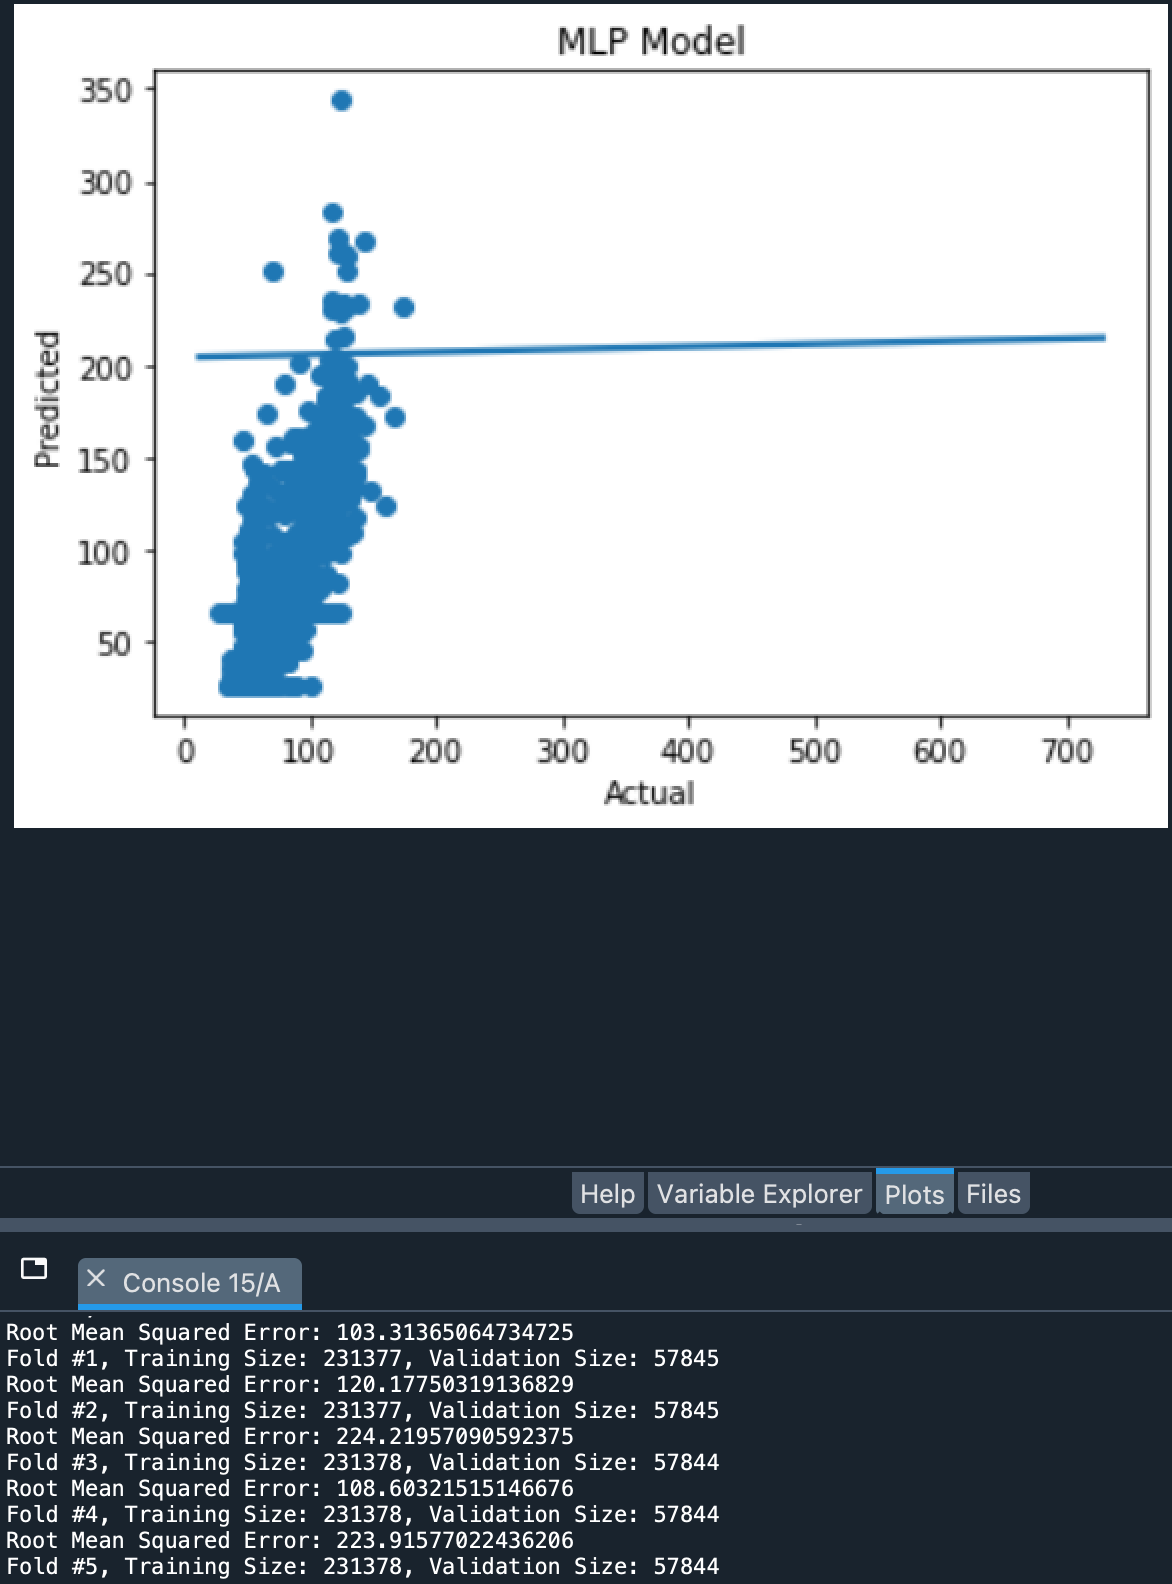 MLP Model
350
300
250
200
150
100
50
Predicted
0 100 200 300 400 500 600 700
Actual
Help Variable Explorer Plots Files
Console 15/A
Root Mean Squared Error: 103.31365064734725
Fold #1, Training Size: 231377, Validation Size: 57845
Root Mean Squared Error: 120.17750319136829
Fold #2, Training Size: 231377, Validation Size: 57845
Root Mean Squared Error: 224.21957090592375
Fold #3, Training Size: 231378, Validation Size: 57844
Root Mean Squared Error: 108.60321515146676
Fold #4, Training Size: 231378, Validation Size: 57844
Root Mean Squared Error: 223.91577022436206
Fold #5, Training Size: 231378, Validation Size: 57844